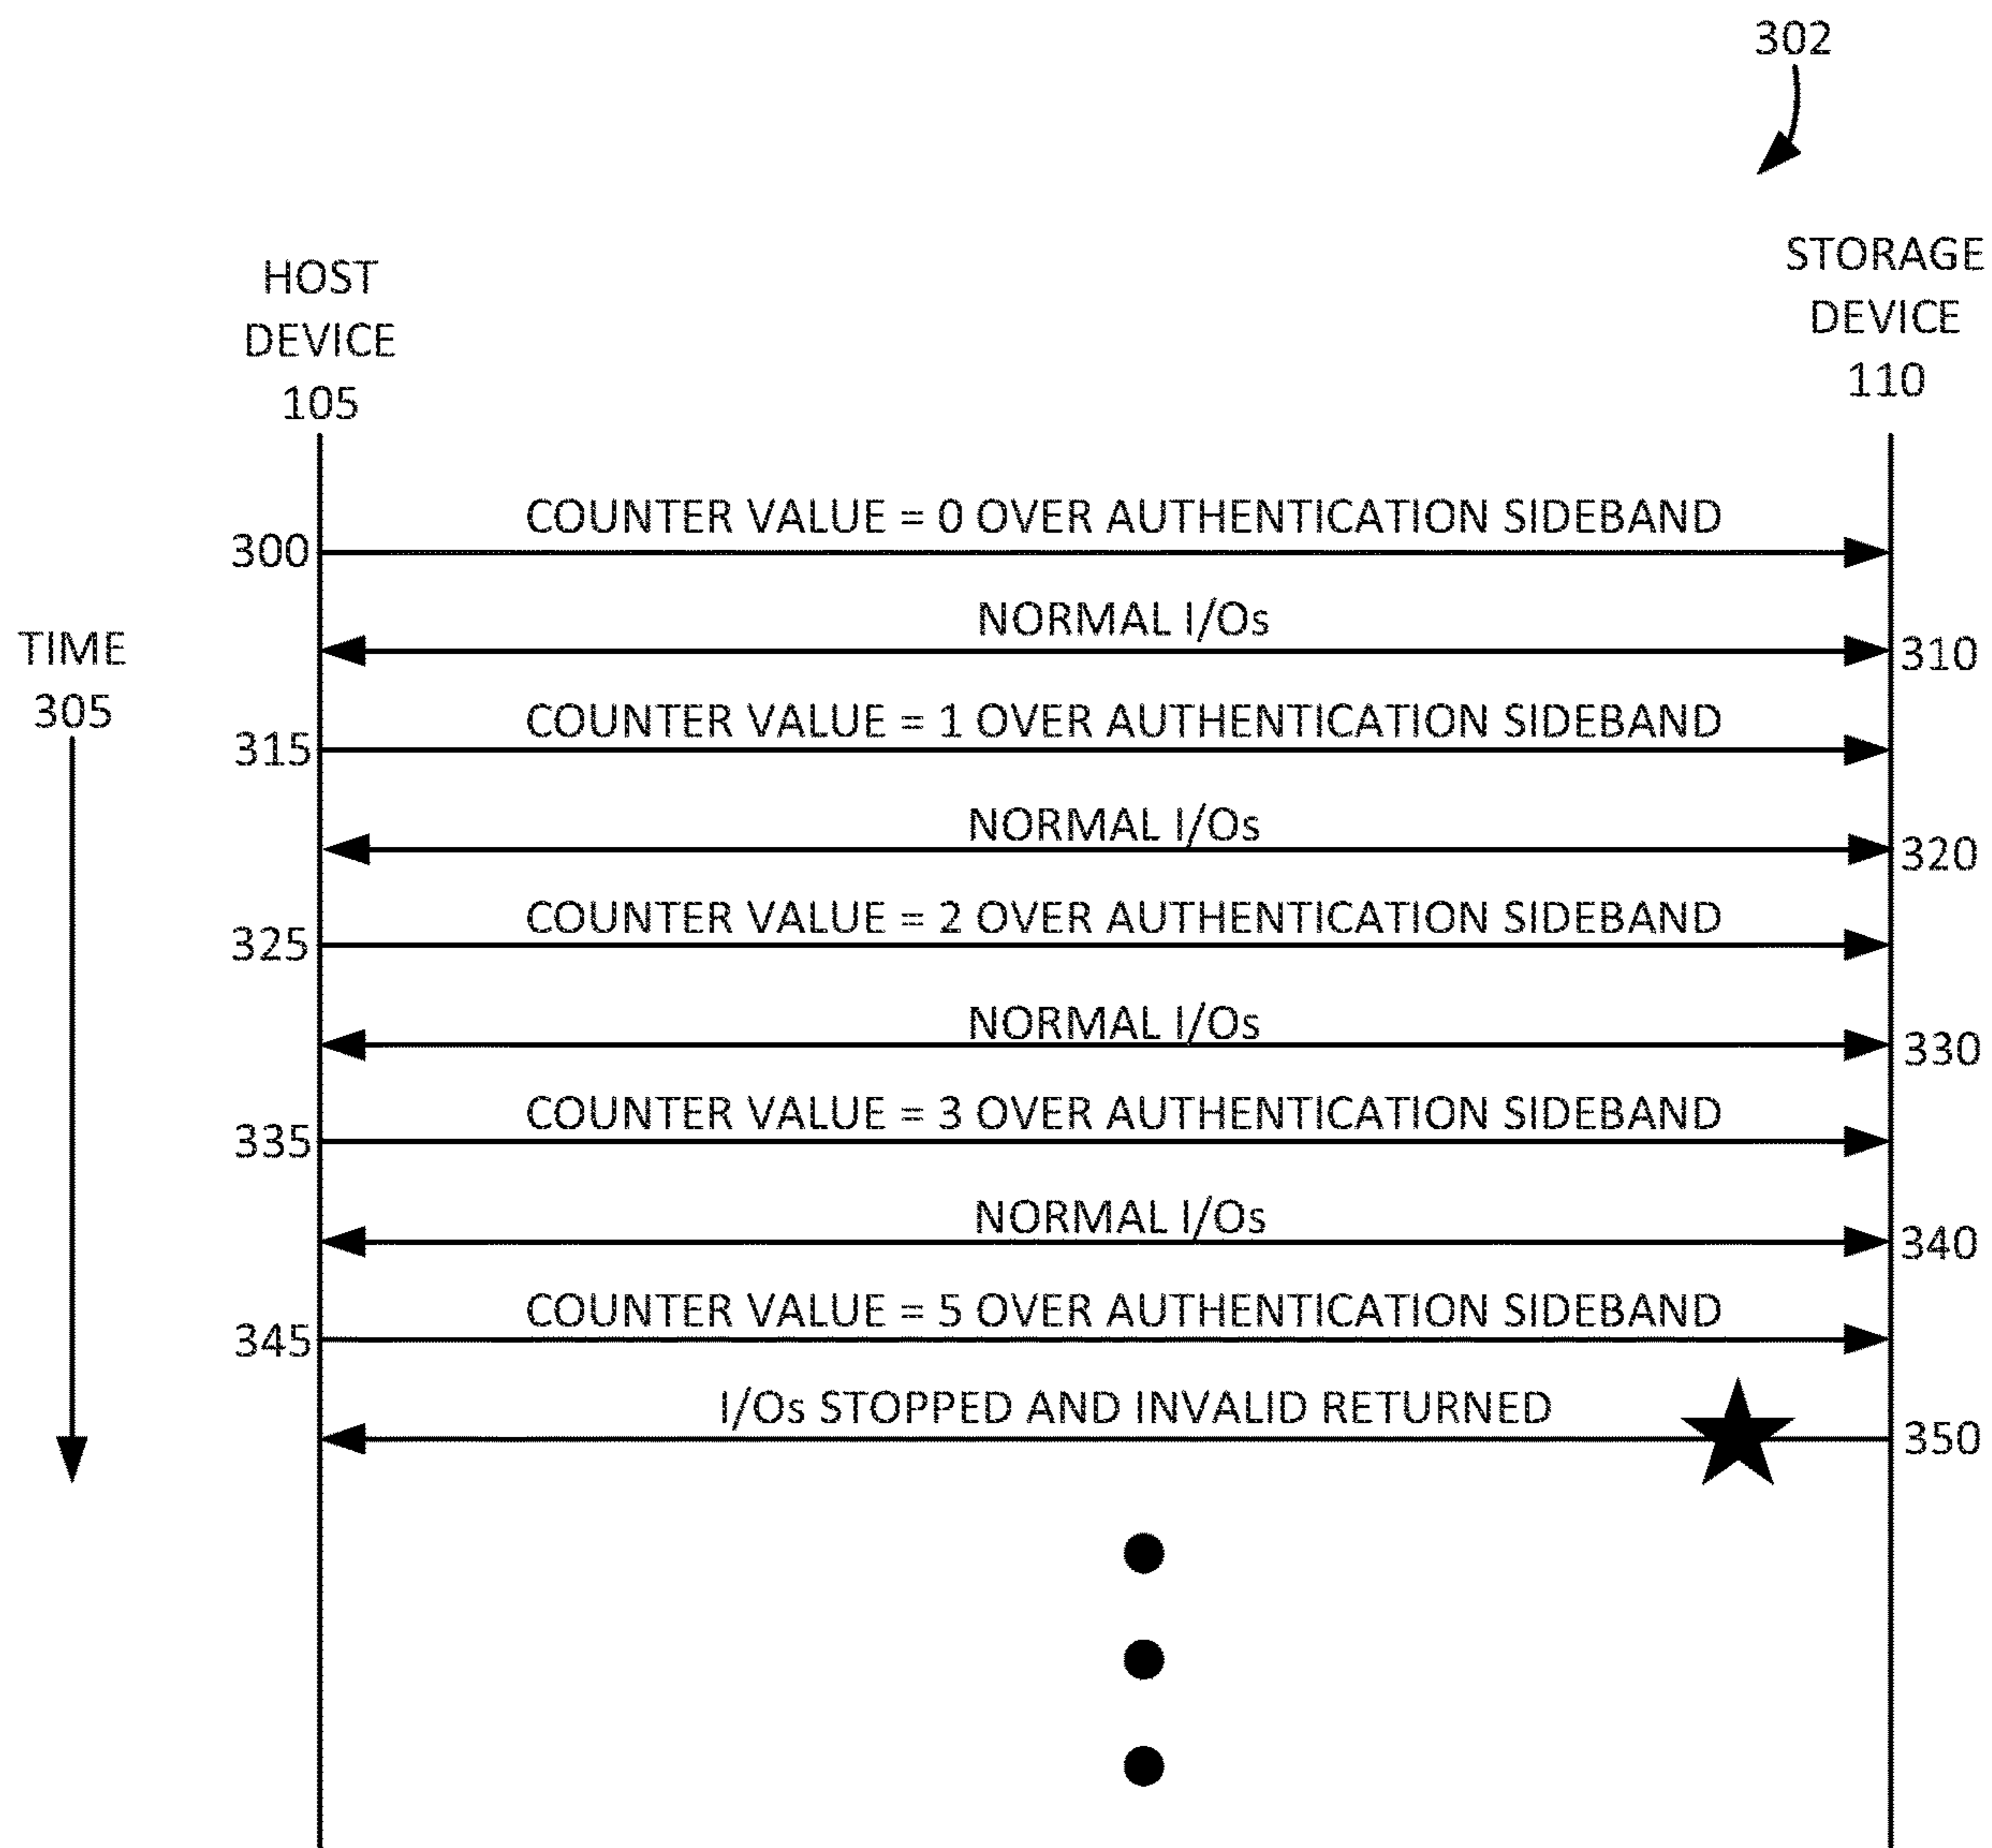 302
HOST
DEVICE
105
STORAGE
DEVICE
110
COUNTER VALUE = 0 OVER AUTHENTICATION SIDEBAND
300
NORMAL I/Os
310
TIME
305
COUNTER VALUE = 1 OVER AUTHENTICATION SIDEBAND
315
NORMAL I/Os
320
COUNTER VALUE = 2 OVER AUTHENTICATION SIDEBAND
325
NORMAL I/Os
330
COUNTER VALUE = 3 OVER AUTHENTICATION SIDEBAND
335
NORMAL I/Os
340
COUNTER VALUE = 5 OVER AUTHENTICATION SIDEBAND
345
I/Os STOPPED AND INVALID RETURNED
350